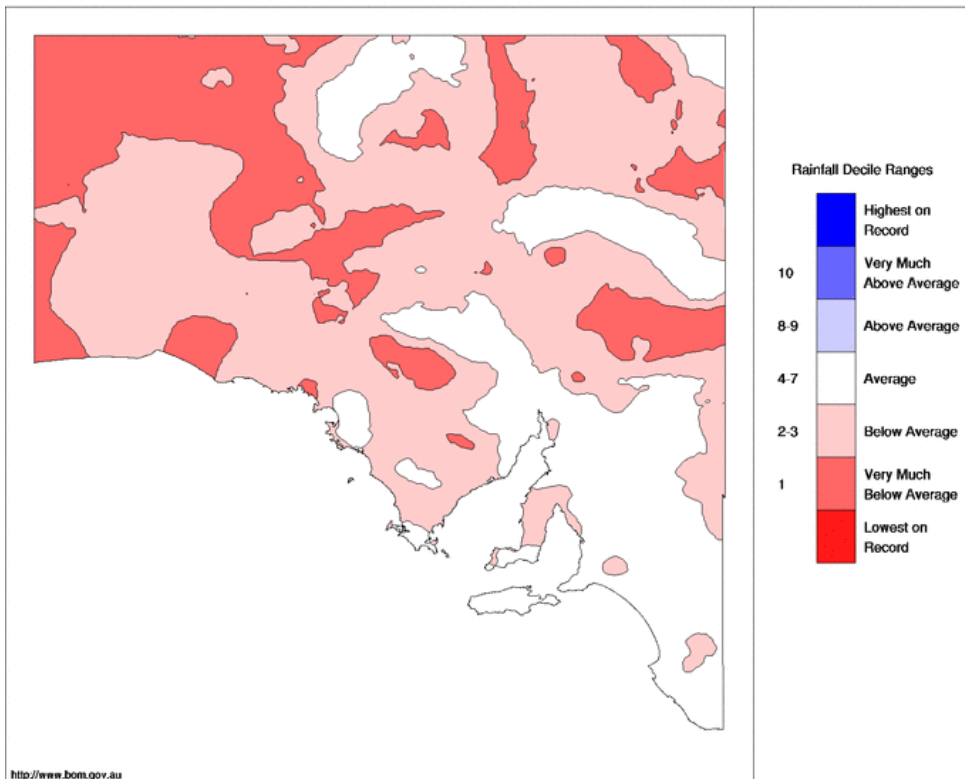 Rainfall Decile Ranges
Highest on
Record
10
Very Much
Above Average
8-9
Above Average
4-7
Average
2-3
Below Average
1
Very Much
Below Average
Lowest on
Record
http://www.bom.gov.au